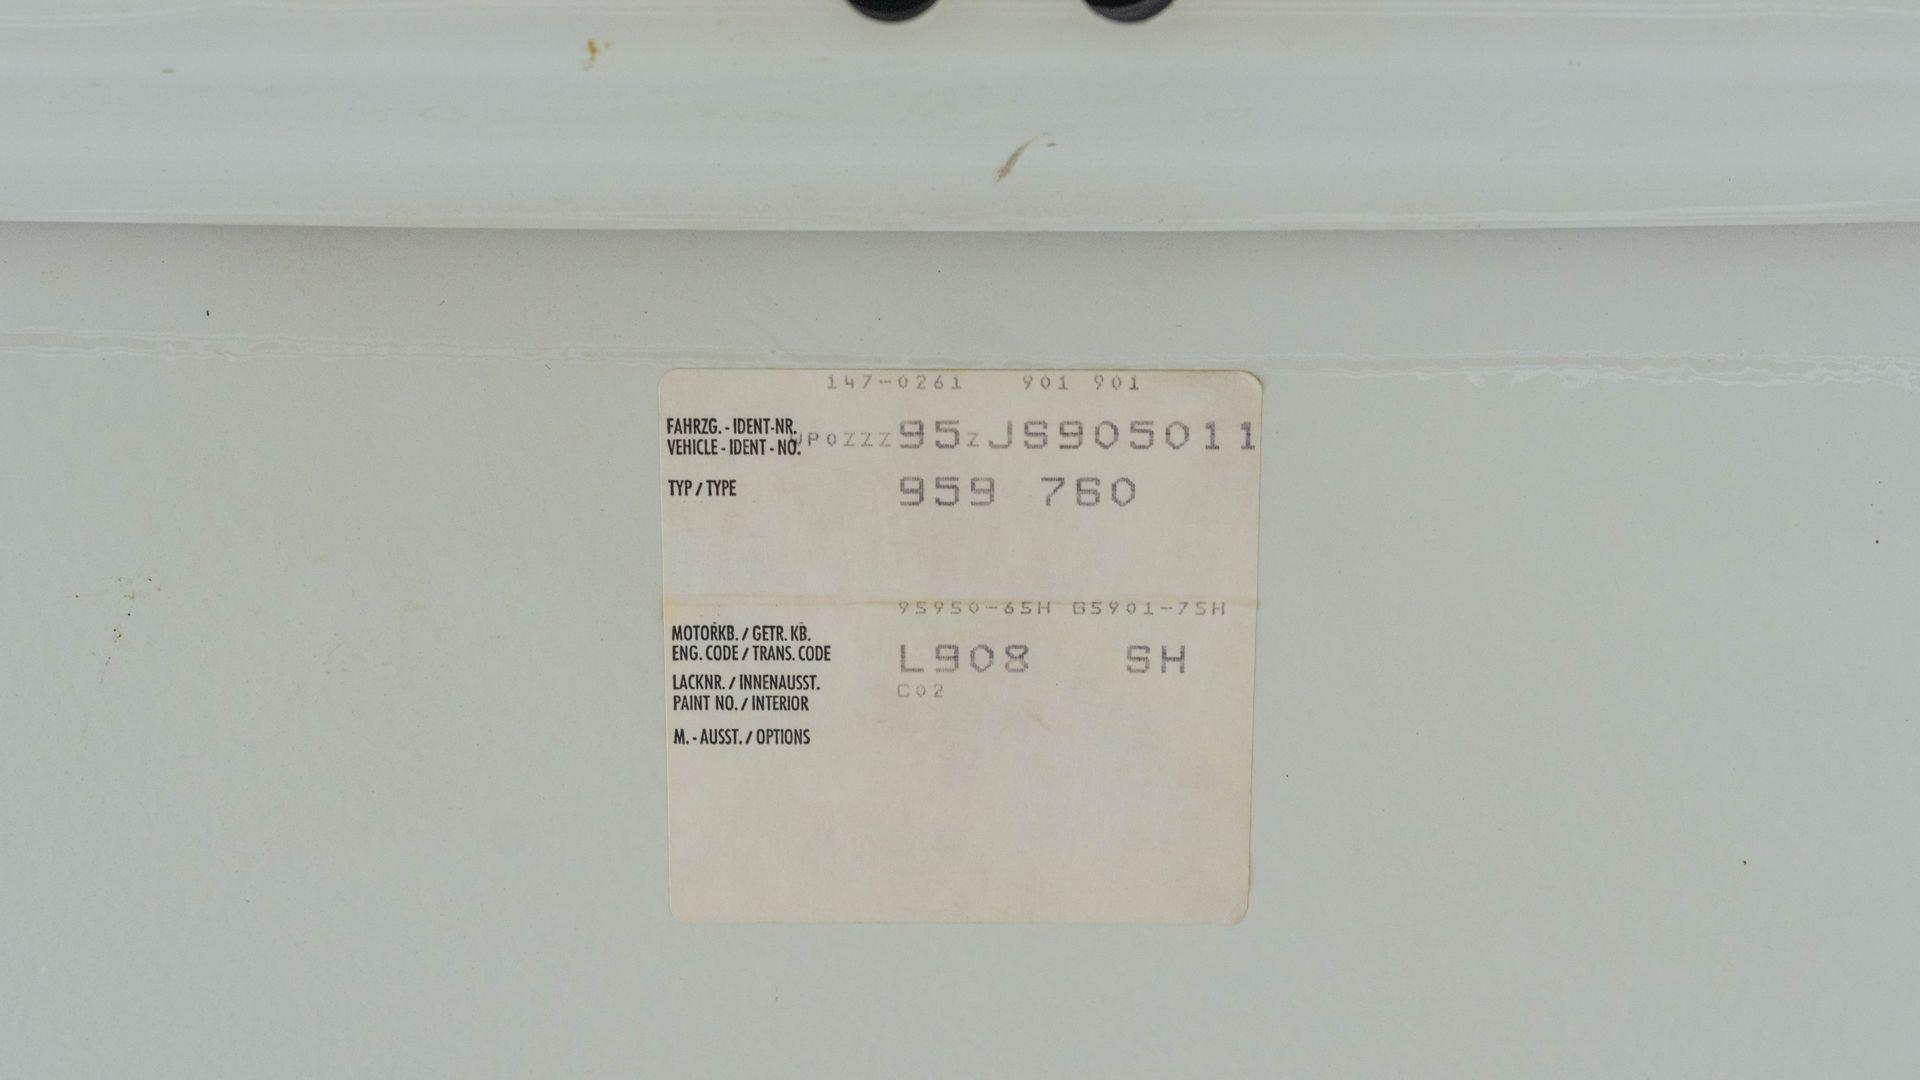 147-0261 901 901
FAHRZG. - IDENT-NR.
VEHICLE - IDENT - NO. WP0ZZZ95ZJS905011
TYP / TYPE 959 760
95950-65H G5901-75H
MOTORKB. / GETR. KB.
ENG. CODE / TRANS. CODE L908 SH
LACKNR. / INNENAUSST. C02
PAINT NO. / INTERIOR
M. - AUSST. / OPTIONS